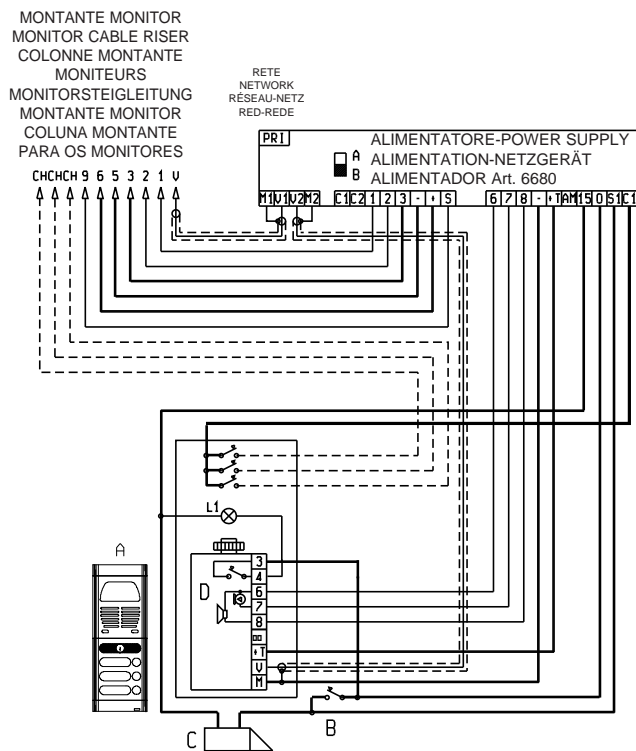 MONTANTE MONITOR
MONITOR CABLE RISER
COLONNE MONTANTE
MONITEURS
MONITORSTEIGLEITUNG
MONTANTE MONITOR
COLUNA MONTANTE
PARA OS MONITORES
CH CH CH 9 6 5 3 2 1 V
RETE
NETWORK
RÉSEAU-NETZ
RED-REDE
PRI
A
B
ALIMENTATORE-POWER SUPPLY
ALIMENTATION-NETZGERÄT
ALIMENTADOR Art. 6680
M1 V1 V2 M2 C1 C2 1 2 3 - + S 6 7 8 - +T AM 15 0 S1 C1
L1
A
D
3
4
6
7
8
+T
V
M
B
C